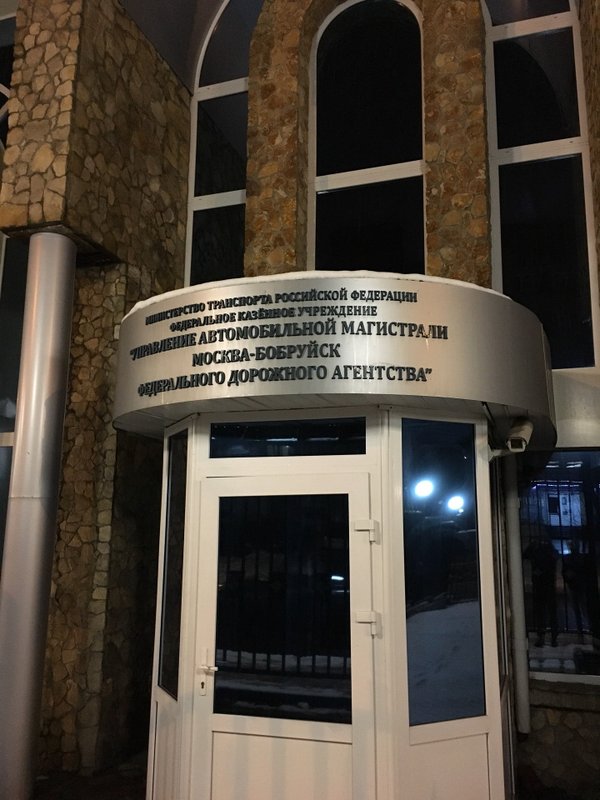 МИНИСТЕРСТВО ТРАНСПОРТА РОССИЙСКОЙ ФЕДЕРАЦИИ
ФЕДЕРАЛЬНОЕ КАЗЁННОЕ УЧРЕЖДЕНИЕ
"УПРАВЛЕНИЕ АВТОМОБИЛЬНОЙ МАГИСТРАЛИ
МОСКВА-БОБРУЙСК
ФЕДЕРАЛЬНОГО ДОРОЖНОГО АГЕНТСТВА"